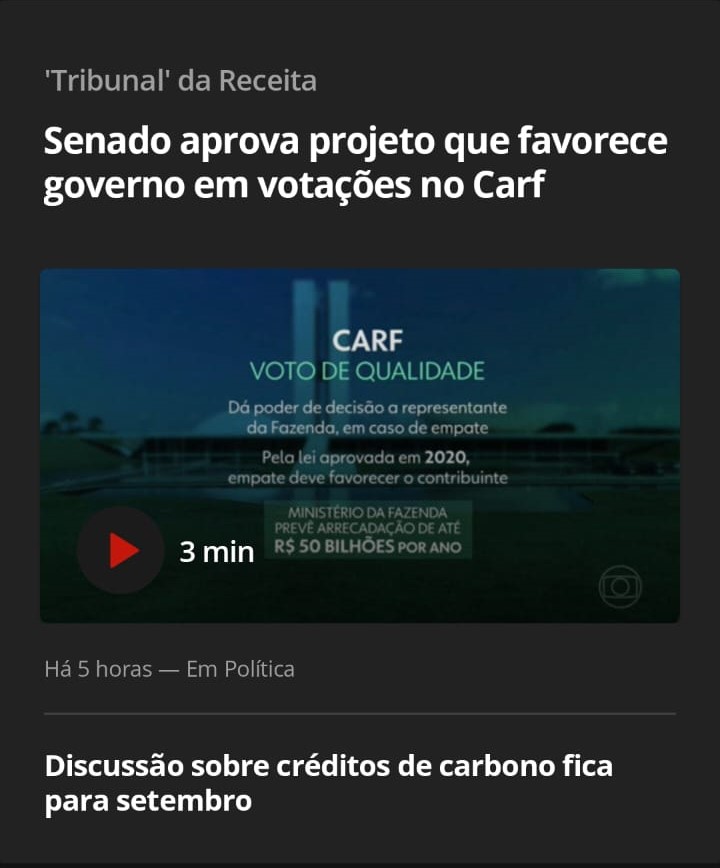 'Tribunal' da Receita
Senado aprova projeto que favorece
governo em votações no Carf
CARF
VOTO DE QUALIDADE
Dá poder de decisão a representante
da Fazenda, em caso de empate
Pela lei aprovada em 2020,
empate deve favorecer o contribuinte
MINISTÉRIO DA FAZENDA
PREVÊ ARRECADAÇÃO DE ATÉ
R$ 50 BILHÕES POR ANO
3 min
Há 5 horas — Em Política
Discussão sobre créditos de carbono fica
para setembro